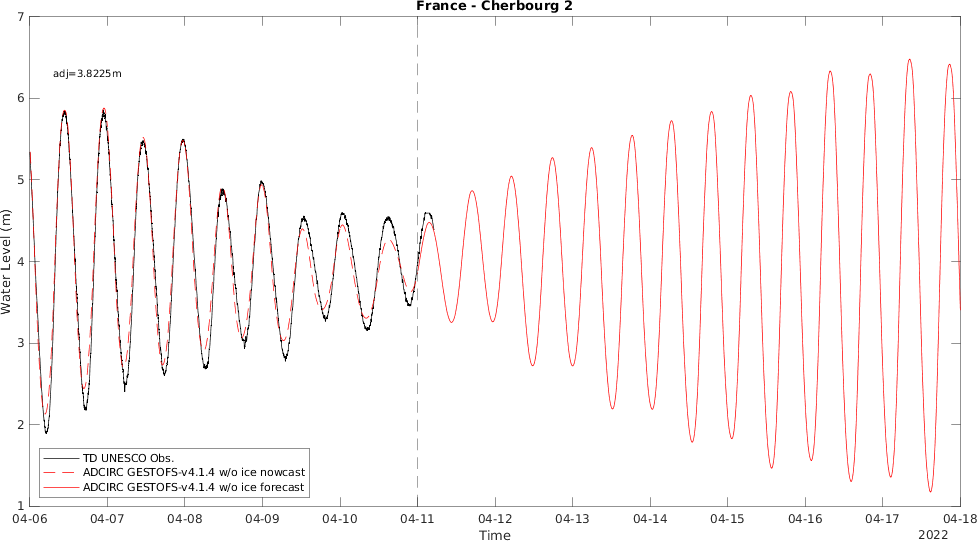 France - Cherbourg 2
7
adj=3.8225m
6
5
Water Level (m)
4
3
2
TD UNESCO Obs.
ADCIRC GESTOFS-v4.1.4 w/o ice nowcast
ADCIRC GESTOFS-v4.1.4 w/o ice forecast
1
04-06 04-07 04-08 04-09 04-10 04-11 04-12 04-13 04-14 04-15 04-16 04-17 04-18
Time
2022